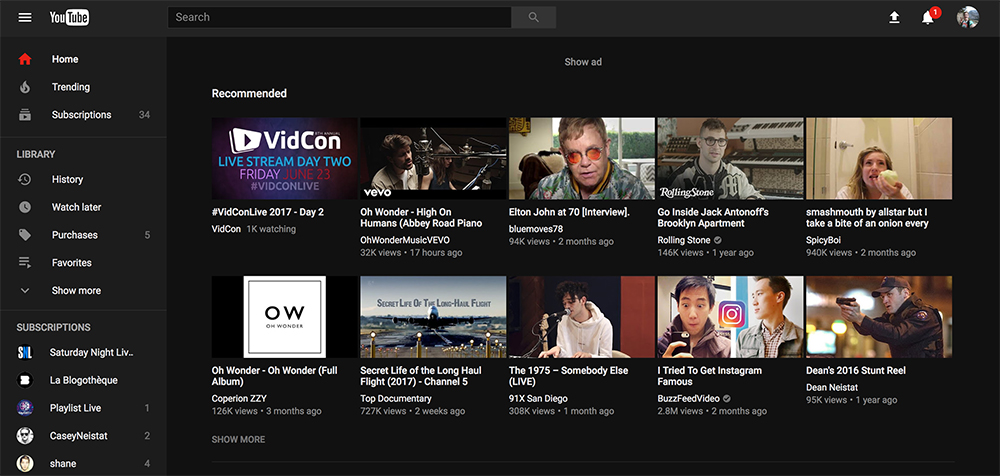 YouTube
Search
1
Home
Trending
Subscriptions 34
LIBRARY
History
Watch later
Purchases 5
Favorites
Show more
SUBSCRIPTIONS
SNL
Saturday Night Liv..
La Blogothèque
Playlist Live 1
CaseyNeistat 2
shane 4
Show ad
Recommended
8TH ANNUAL
VidCon
LIVE STREAM DAY TWO
FRIDAY JUNE 23
#VIDCONLIVE
#VidConLive 2017 - Day 2
VidCon 1K watching
vevo
Oh Wonder - High On
Humans (Abbey Road Piano
OhWonderMusicVEVO
32K views • 17 hours ago
Elton John at 70 [Interview].
bluemoves78
94K views • 2 months ago
RollingStone
Go Inside Jack Antonoff's
Brooklyn Apartment
Rolling Stone
146K views • 1 year ago
smashmouth by allstar but I
take a bite of an onion every
SpicyBoi
940K views • 2 months ago
OW
OH WONDER
Oh Wonder - Oh Wonder (Full
Album)
Coperion ZZY
126K views • 3 months ago
SECRET LIFE OF THE LONG-HAUL FLIGHT
Secret Life of the Long Haul
Flight (2017) - Channel 5
Top Documentary
727K views • 2 weeks ago
The 1975 – Somebody Else
(LIVE)
91X San Diego
308K views • 1 month ago
I Tried To Get Instagram
Famous
BuzzFeedVideo
2.8M views • 2 months ago
Dean's 2016 Stunt Reel
Dean Neistat
95K views • 1 year ago
SHOW MORE